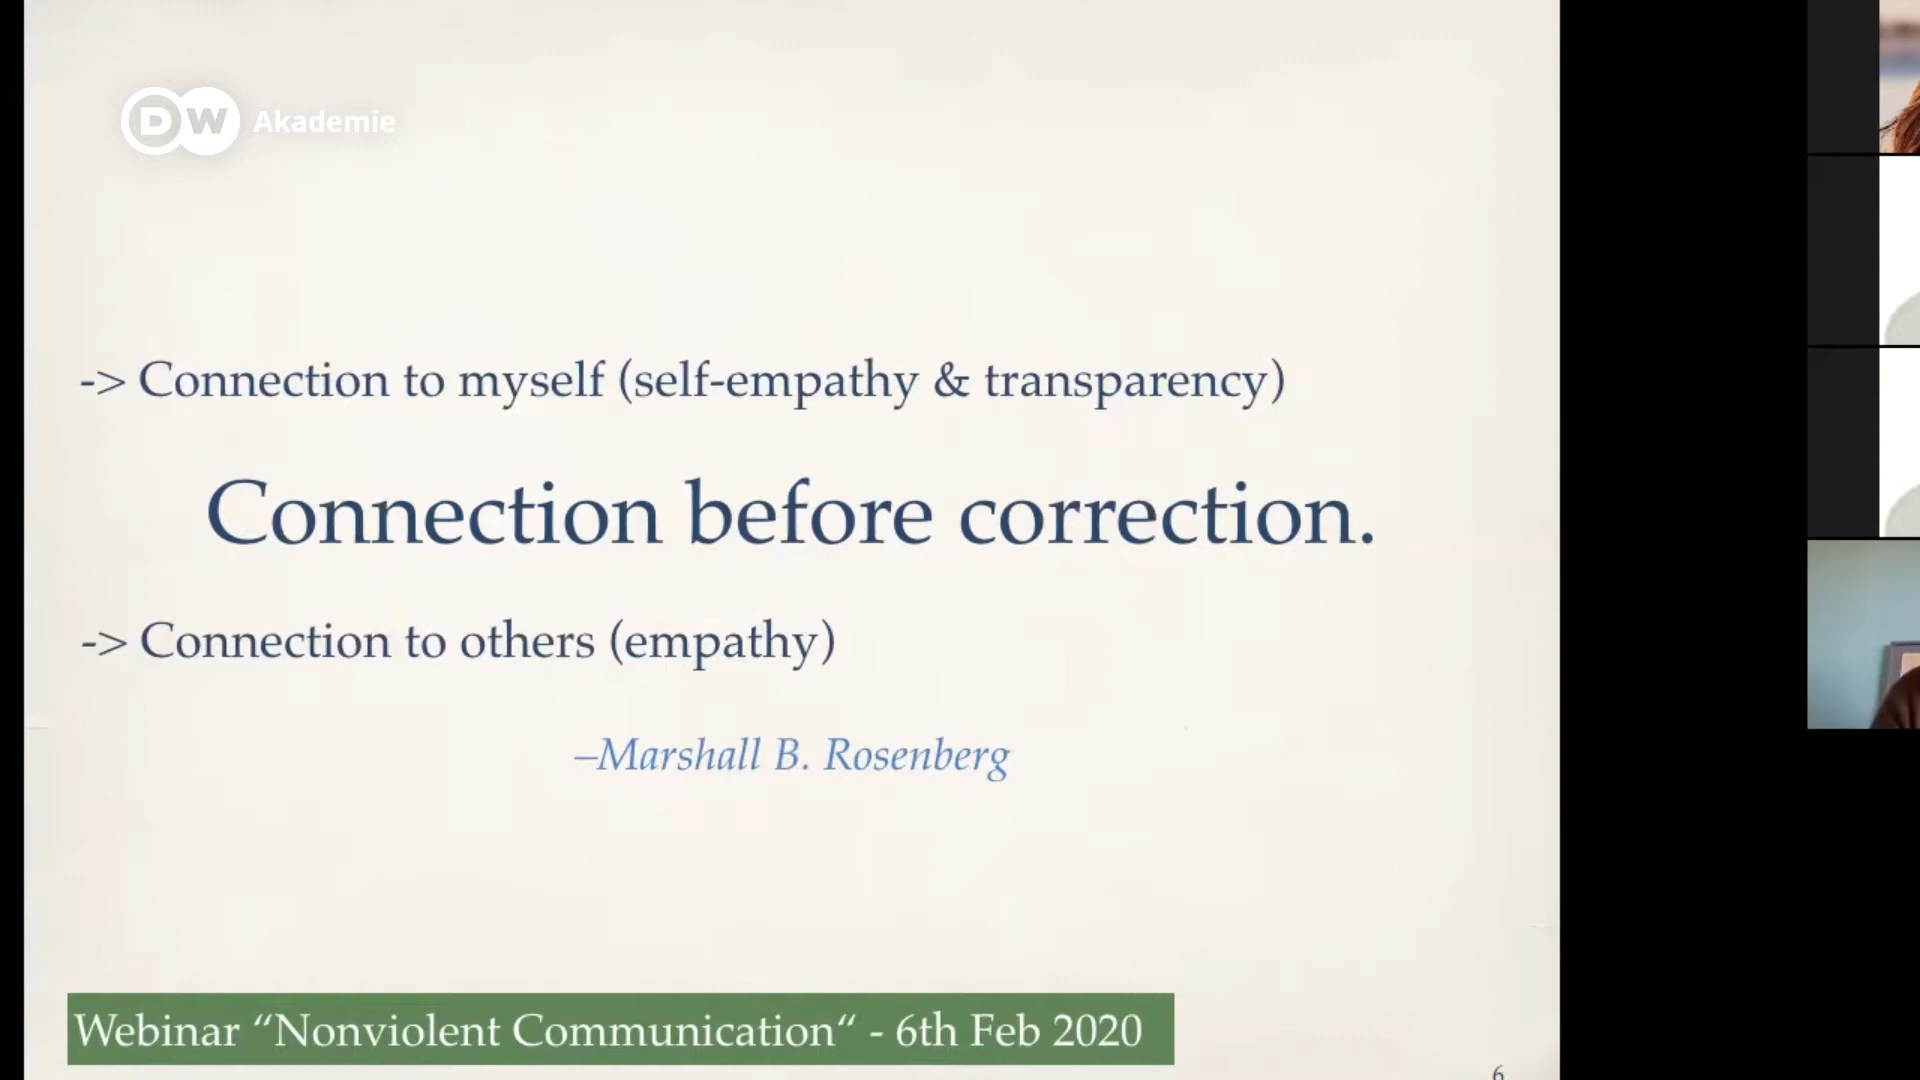 DW Akademie
-> Connection to myself (self-empathy & transparency)
Connection before correction.
-> Connection to others (empathy)
–Marshall B. Rosenberg
Webinar “Nonviolent Communication“ - 6th Feb 2020
6